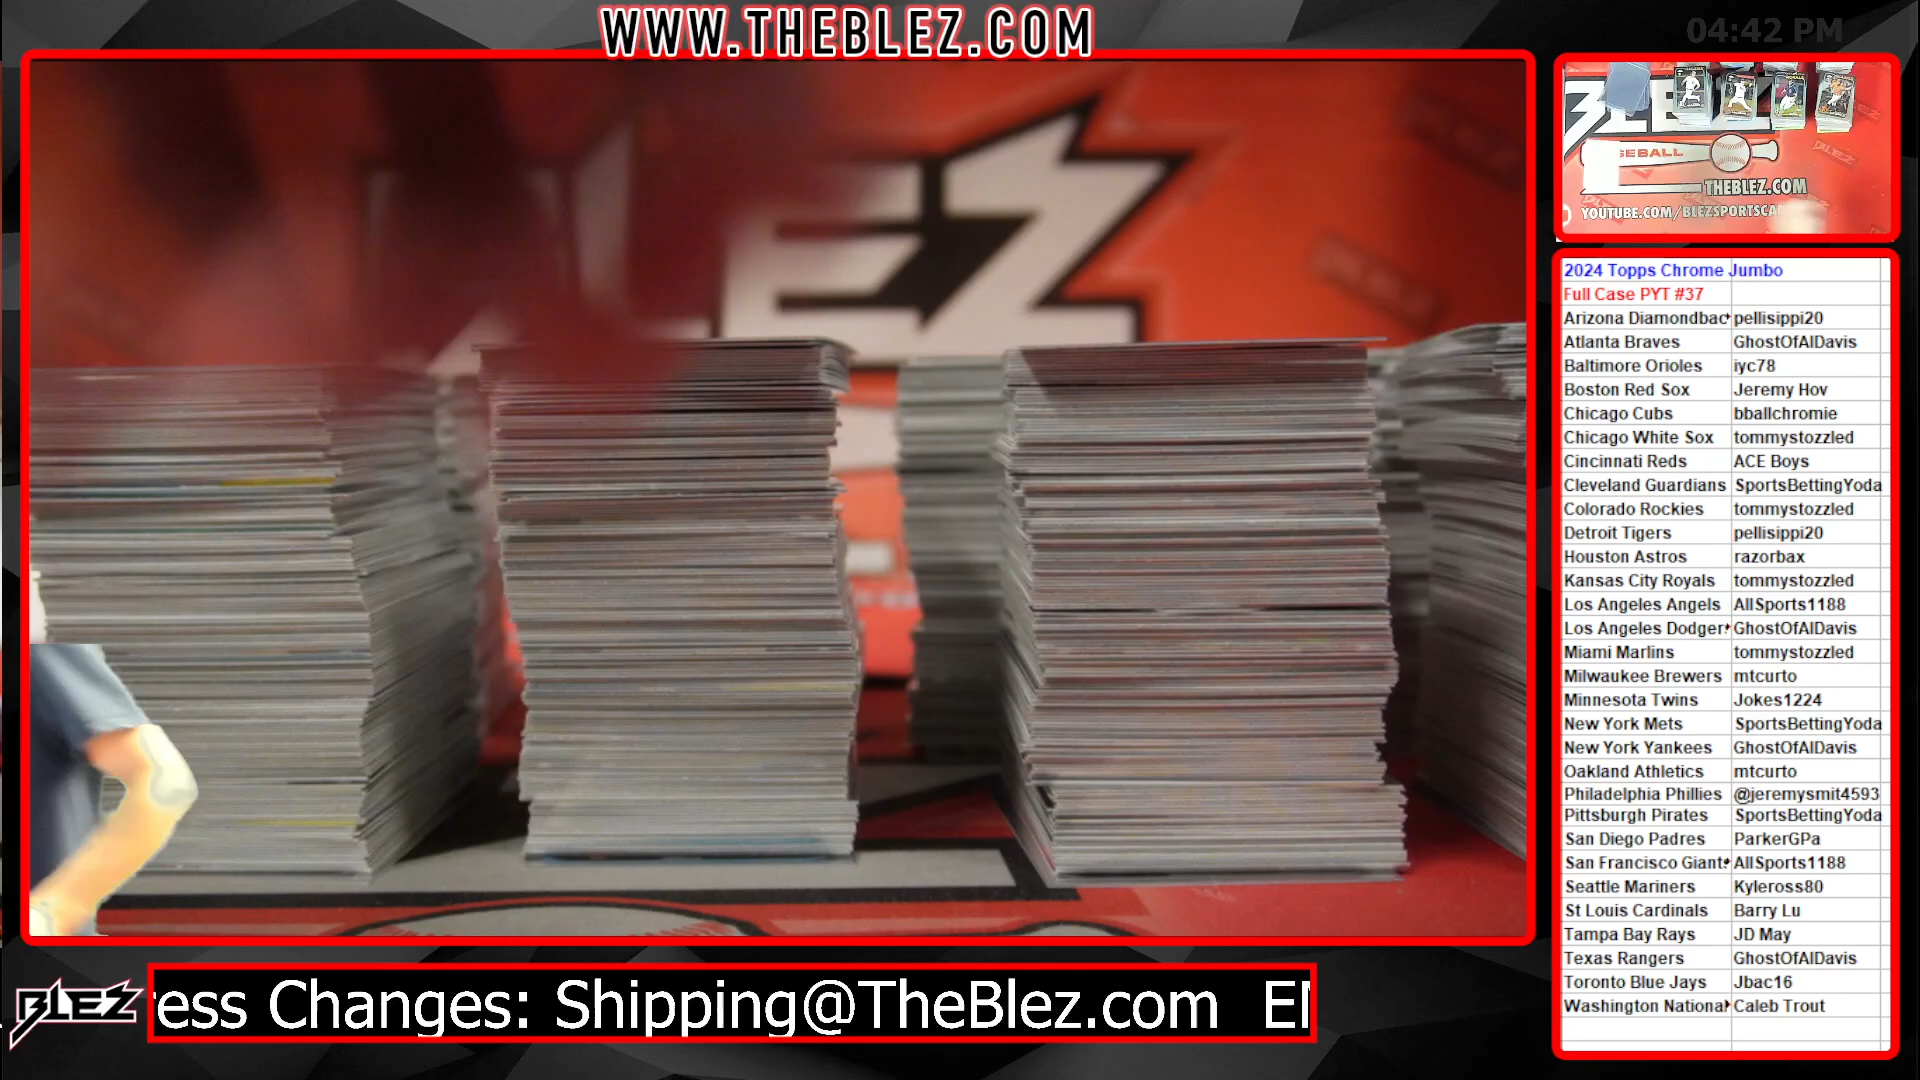 WWW.THEBLEZ.COM
04:42 PM
EZ
BLEZ
SEBALL
BLEZ
THEBLEZ.COM
YOUTUBE.COM/BLEZSPORTSCA
2024 Topps Chrome Jumbo
Full Case PYT #37
Arizona Diamondbac pellisippi20
Atlanta Braves GhostOfAlDavis
Baltimore Orioles iyc78
Boston Red Sox Jeremy Hov
Chicago Cubs bballchromie
Chicago White Sox tommystozzled
Cincinnati Reds ACE Boys
Cleveland Guardians SportsBettingYoda
Colorado Rockies tommystozzled
Detroit Tigers pellisippi20
Houston Astros razorbax
Kansas City Royals tommystozzled
Los Angeles Angels AllSports1188
Los Angeles Dodger GhostOfAlDavis
Miami Marlins tommystozzled
Milwaukee Brewers mtcurto
Minnesota Twins Jokes1224
New York Mets SportsBettingYoda
New York Yankees GhostOfAlDavis
Oakland Athletics mtcurto
Philadelphia Phillies @jeremysmit4593
Pittsburgh Pirates SportsBettingYoda
San Diego Padres ParkerGPa
San Francisco Giant AllSports1188
Seattle Mariners Kyleross80
St Louis Cardinals Barry Lu
Tampa Bay Rays JD May
Texas Rangers GhostOfAlDavis
Toronto Blue Jays Jbac16
Washington National Caleb Trout
BLEZ
ess Changes: Shipping@TheBlez.com